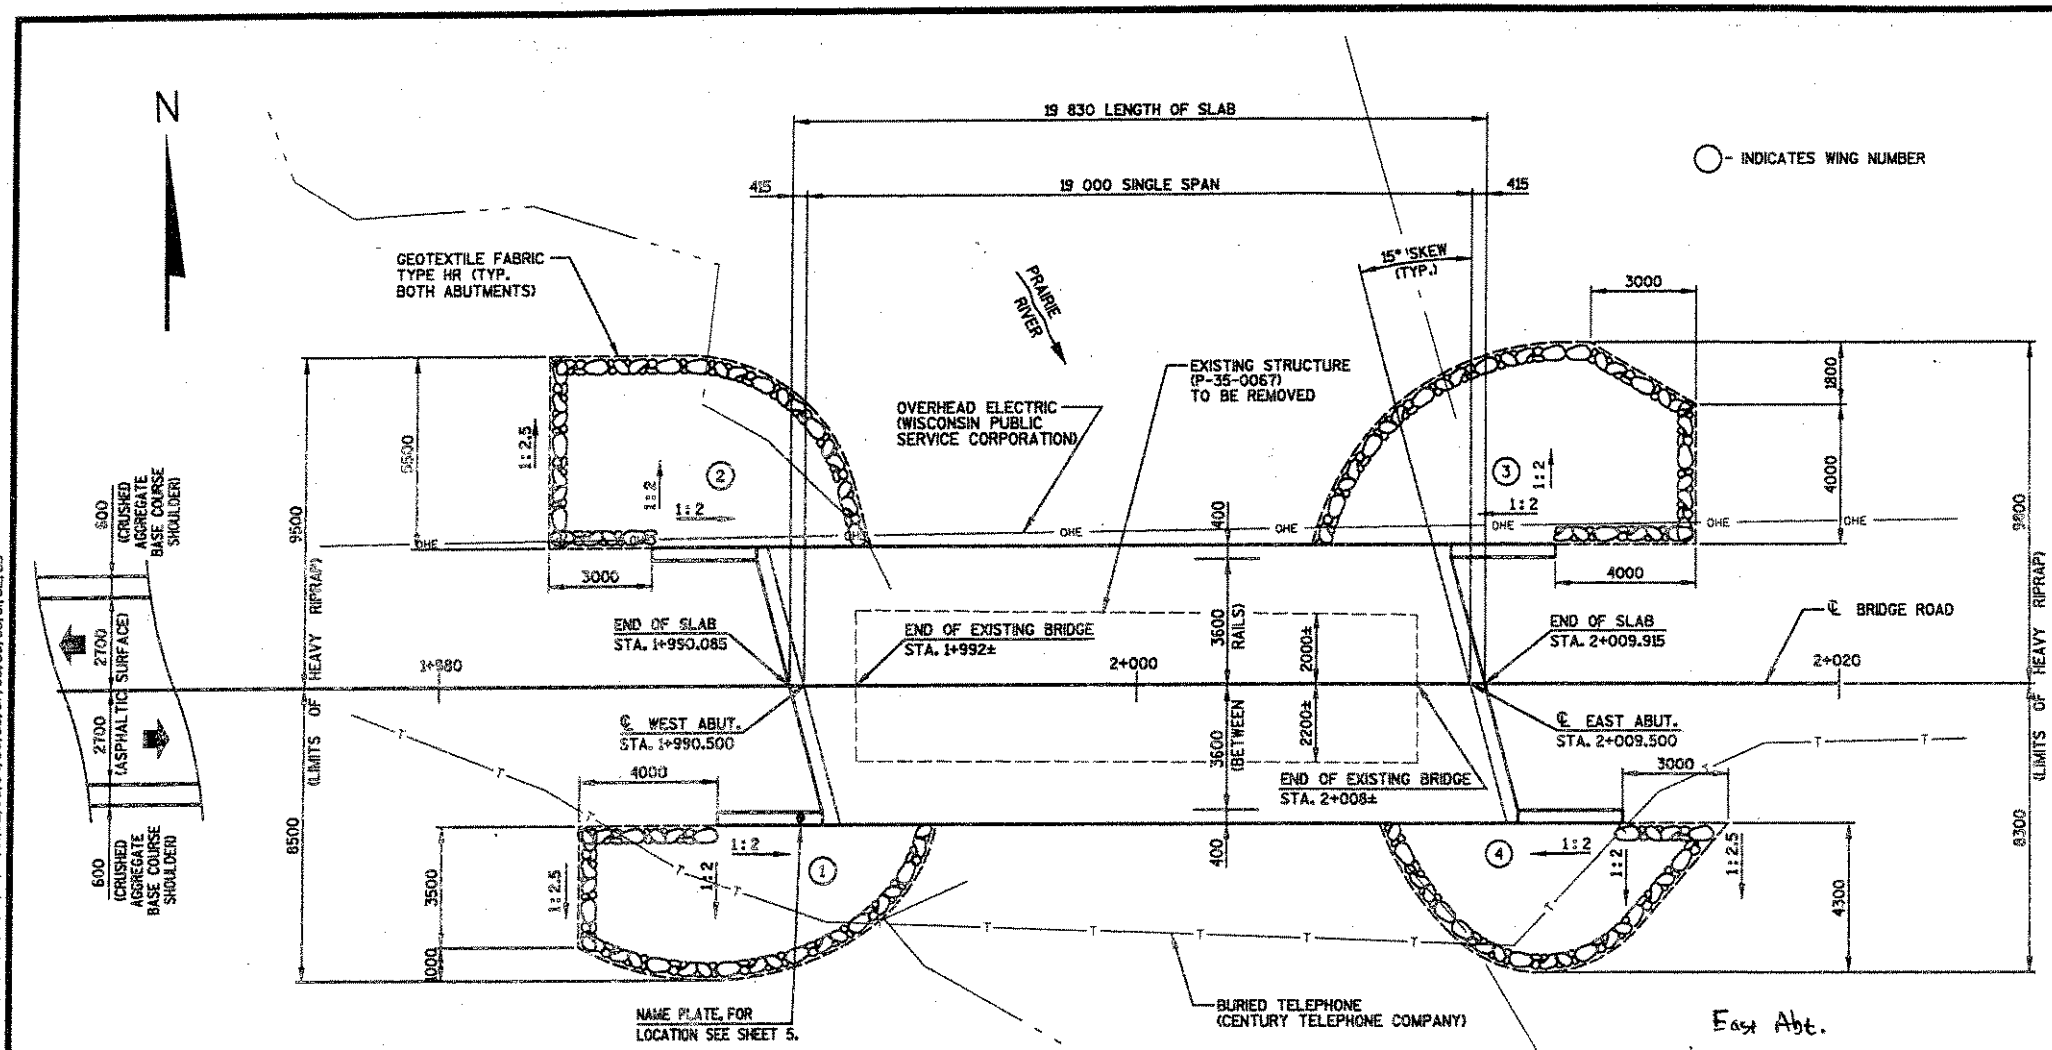 N
19 830 LENGTH OF SLAB
415
19 000 SINGLE SPAN
415
- INDICATES WING NUMBER
GEOTEXTILE FABRIC
TYPE HR (TYP.
BOTH ABUTMENTS)
PRAIRIE
RIVER
15° SKEW
(TYP.)
3000
EXISTING STRUCTURE
(P-35-0067)
TO BE REMOVED
OVERHEAD ELECTRIC
(WISCONSIN PUBLIC
SERVICE CORPORATION)
1800
4000
9800
9500
5500
1:2.5
1:2
1:2
2
3
1:2
1:2
400
OHE
OHE
OHE
OHE
OHE
OHE
OHE
3000
4000
600
(CRUSHED
AGGREGATE
BASE COURSE
SHOULDER)
2700
2700
(ASPHALTIC SURFACE)
600
(CRUSHED
AGGREGATE
BASE COURSE
SHOULDER)
(LIMITS OF HEAVY RIPRAP)
END OF SLAB
STA. 1+990.085
END OF EXISTING BRIDGE
STA. 1+992±
3600
3600
(BETWEEN RAILS)
2000±
2200±
END OF SLAB
STA. 2+009.915
℄ BRIDGE ROAD
1+980
2+000
2+020
(LIMITS OF HEAVY RIPRAP)
℄ WEST ABUT.
STA. 1+990.500
℄ EAST ABUT.
STA. 2+009.500
END OF EXISTING BRIDGE
STA. 2+008±
4000
3000
T
T
T
T
T
T
T
T
T
T
T
T
T
T
8500
3500
1000
1:2.5
1:2
1:2
1
400
4
1:2
1:2
1:2.5
4300
8300
NAME PLATE, FOR
LOCATION SEE SHEET 5.
BURIED TELEPHONE
(CENTURY TELEPHONE COMPANY)
East Abt.